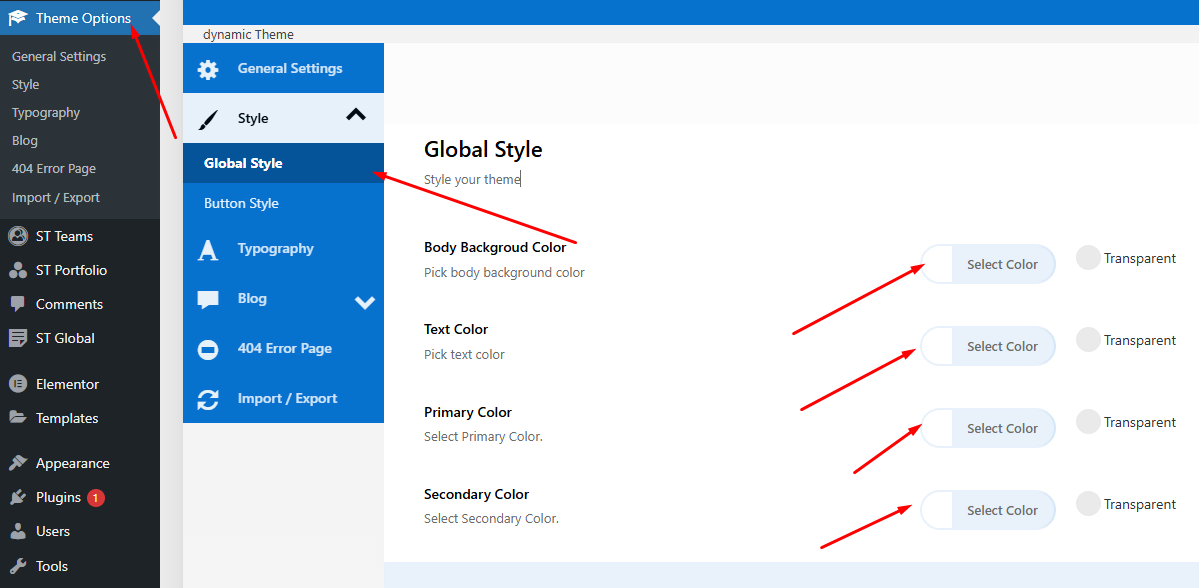 Theme Options
General Settings
Style
Typography
Blog
404 Error Page
Import / Export
ST Teams
ST Portfolio
Comments
ST Global
Elementor
Templates
Appearance
Plugins 1
Users
Tools
dynamic Theme
General Settings
Style
Global Style
Button Style
Typography
Blog
404 Error Page
Import / Export
Global Style
Style your theme
Body Backgroud Color
Pick body background color
Select Color Transparent
Text Color
Pick text color
Select Color Transparent
Primary Color
Select Primary Color.
Select Color Transparent
Secondary Color
Select Secondary Color.
Select Color Transparent